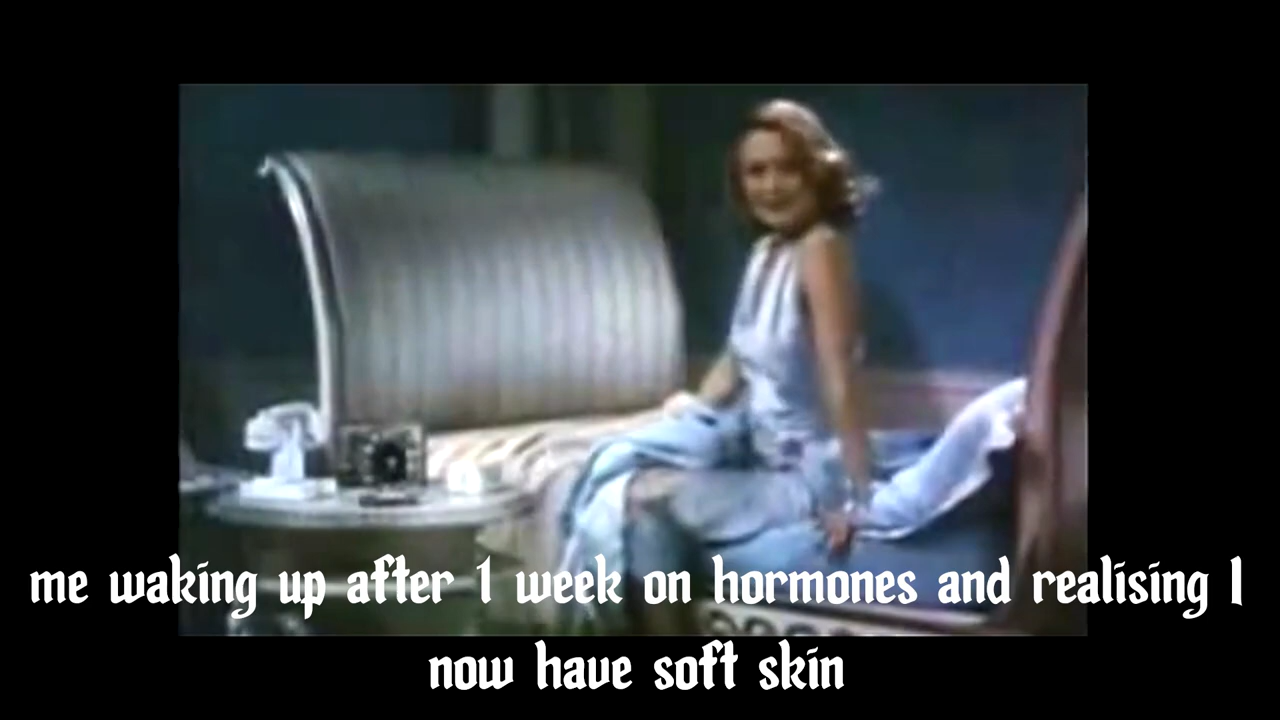 me waking up after 1 week on hormones and realising I
now have soft skin